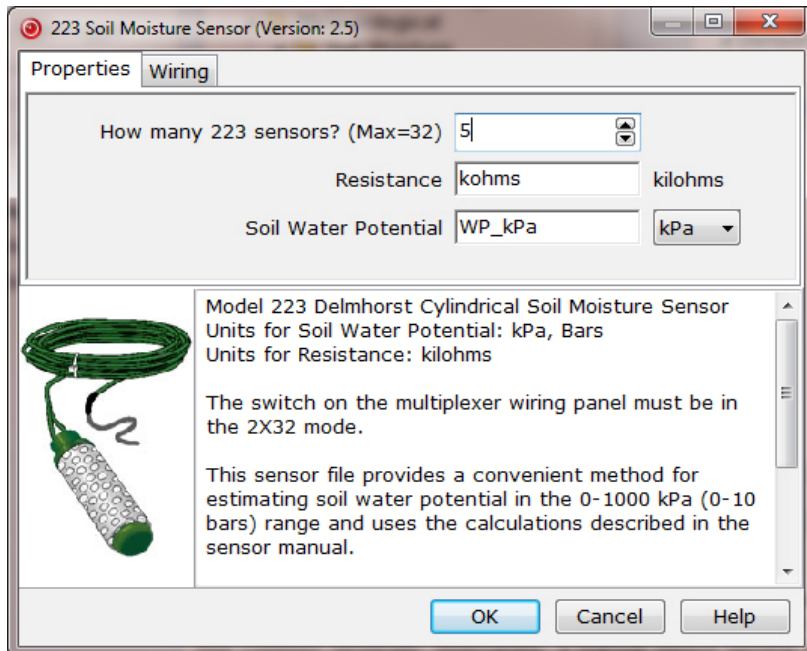 223 Soil Moisture Sensor (Version: 2.5)
Properties Wiring
How many 223 sensors? (Max=32) 5
Resistance kohms kilohms
Soil Water Potential WP_kPa kPa
Model 223 Delmhorst Cylindrical Soil Moisture Sensor
Units for Soil Water Potential: kPa, Bars
Units for Resistance: kilohms
The switch on the multiplexer wiring panel must be in
the 2X32 mode.
This sensor file provides a convenient method for
estimating soil water potential in the 0-1000 kPa (0-10
bars) range and uses the calculations described in the
sensor manual.
OK Cancel Help